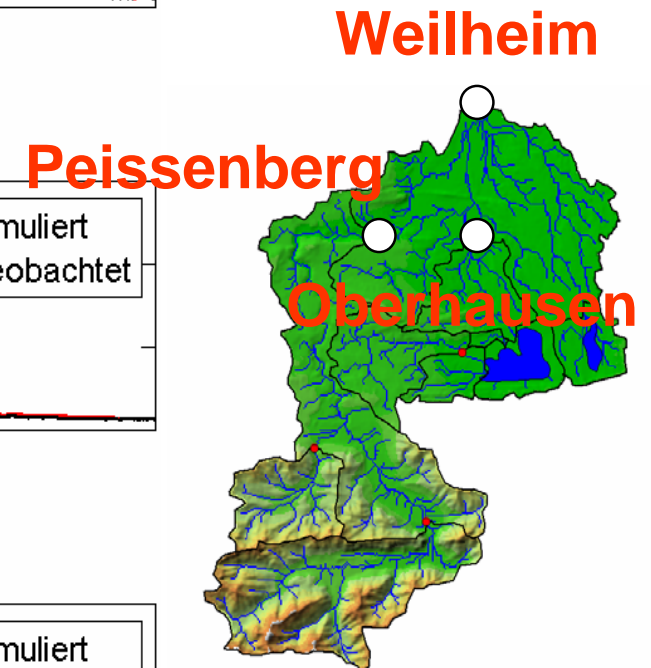 Weilheim
Peissenberg
muliert
eobachtet
Oberhausen
muliert